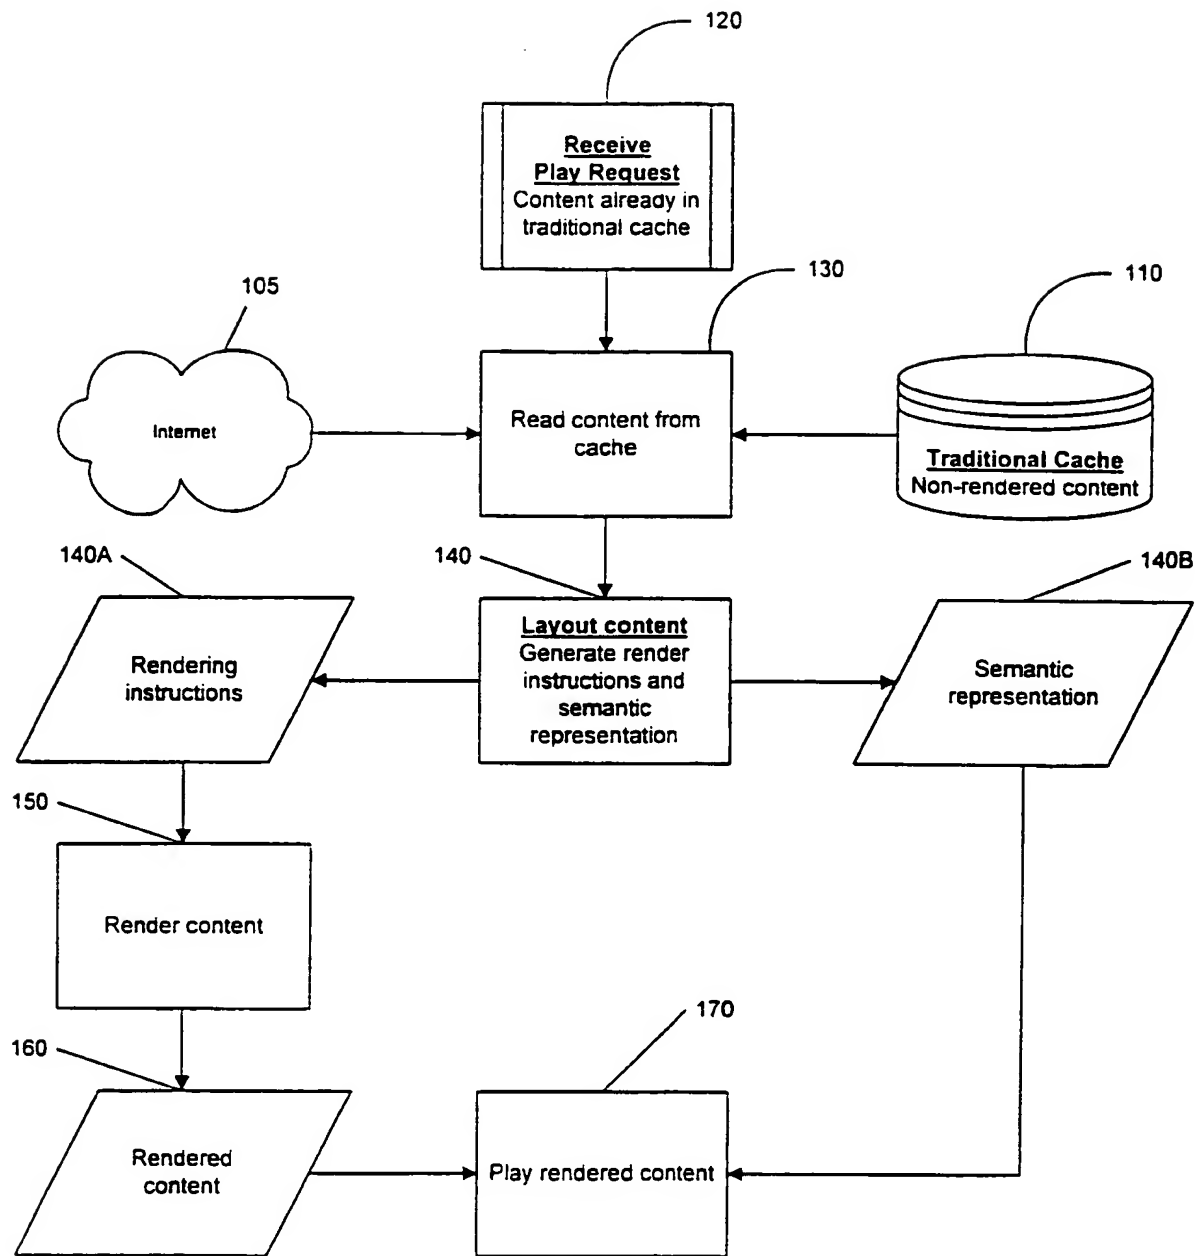 120
Receive
Play Request
Content already in
traditional cache
130
110
105
Internet
Read content from
cache
Traditional Cache
Non-rendered content
140A
140
140B
Rendering
instructions
Layout content
Generate render
instructions and
semantic
representation
Semantic
representation
150
Render content
160
170
Rendered
content
Play rendered content